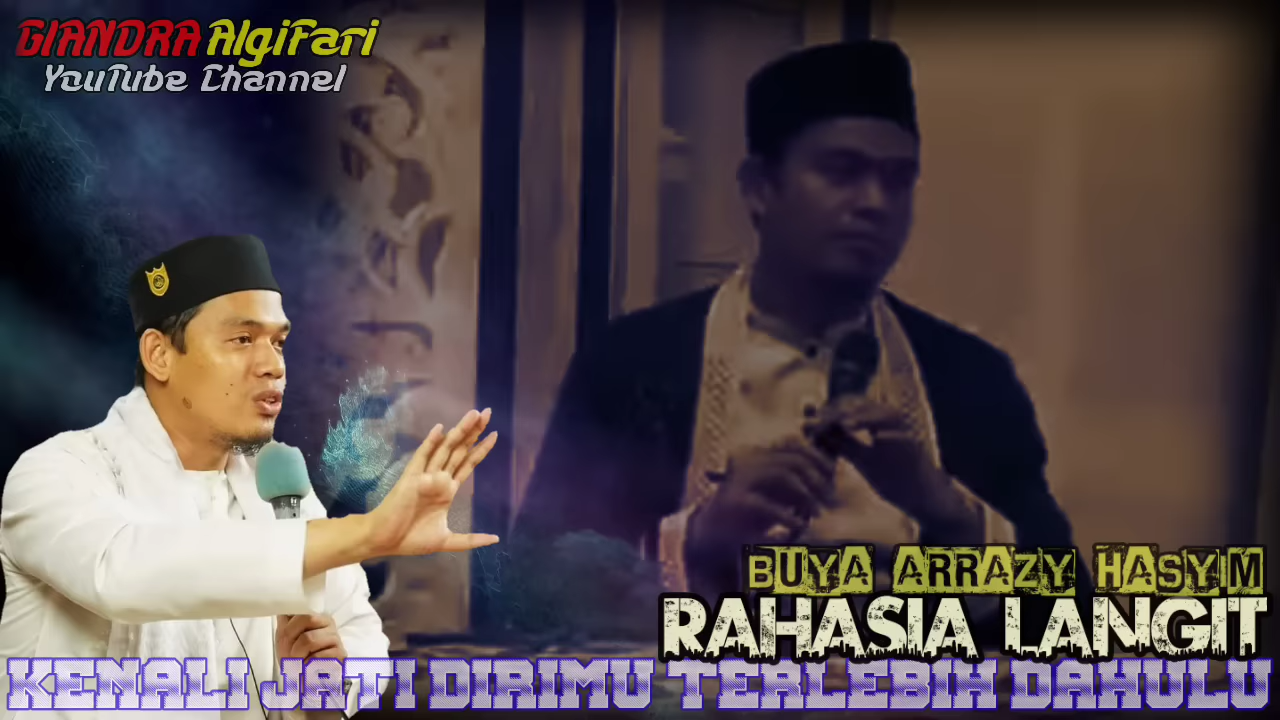 GIANDRA AlgiFari
YouTube Channel
BUYA ARRAZY HASYIM
RAHASIA LANGIT
KENALI JATI DIRIMU TERLEBIH DAHULU